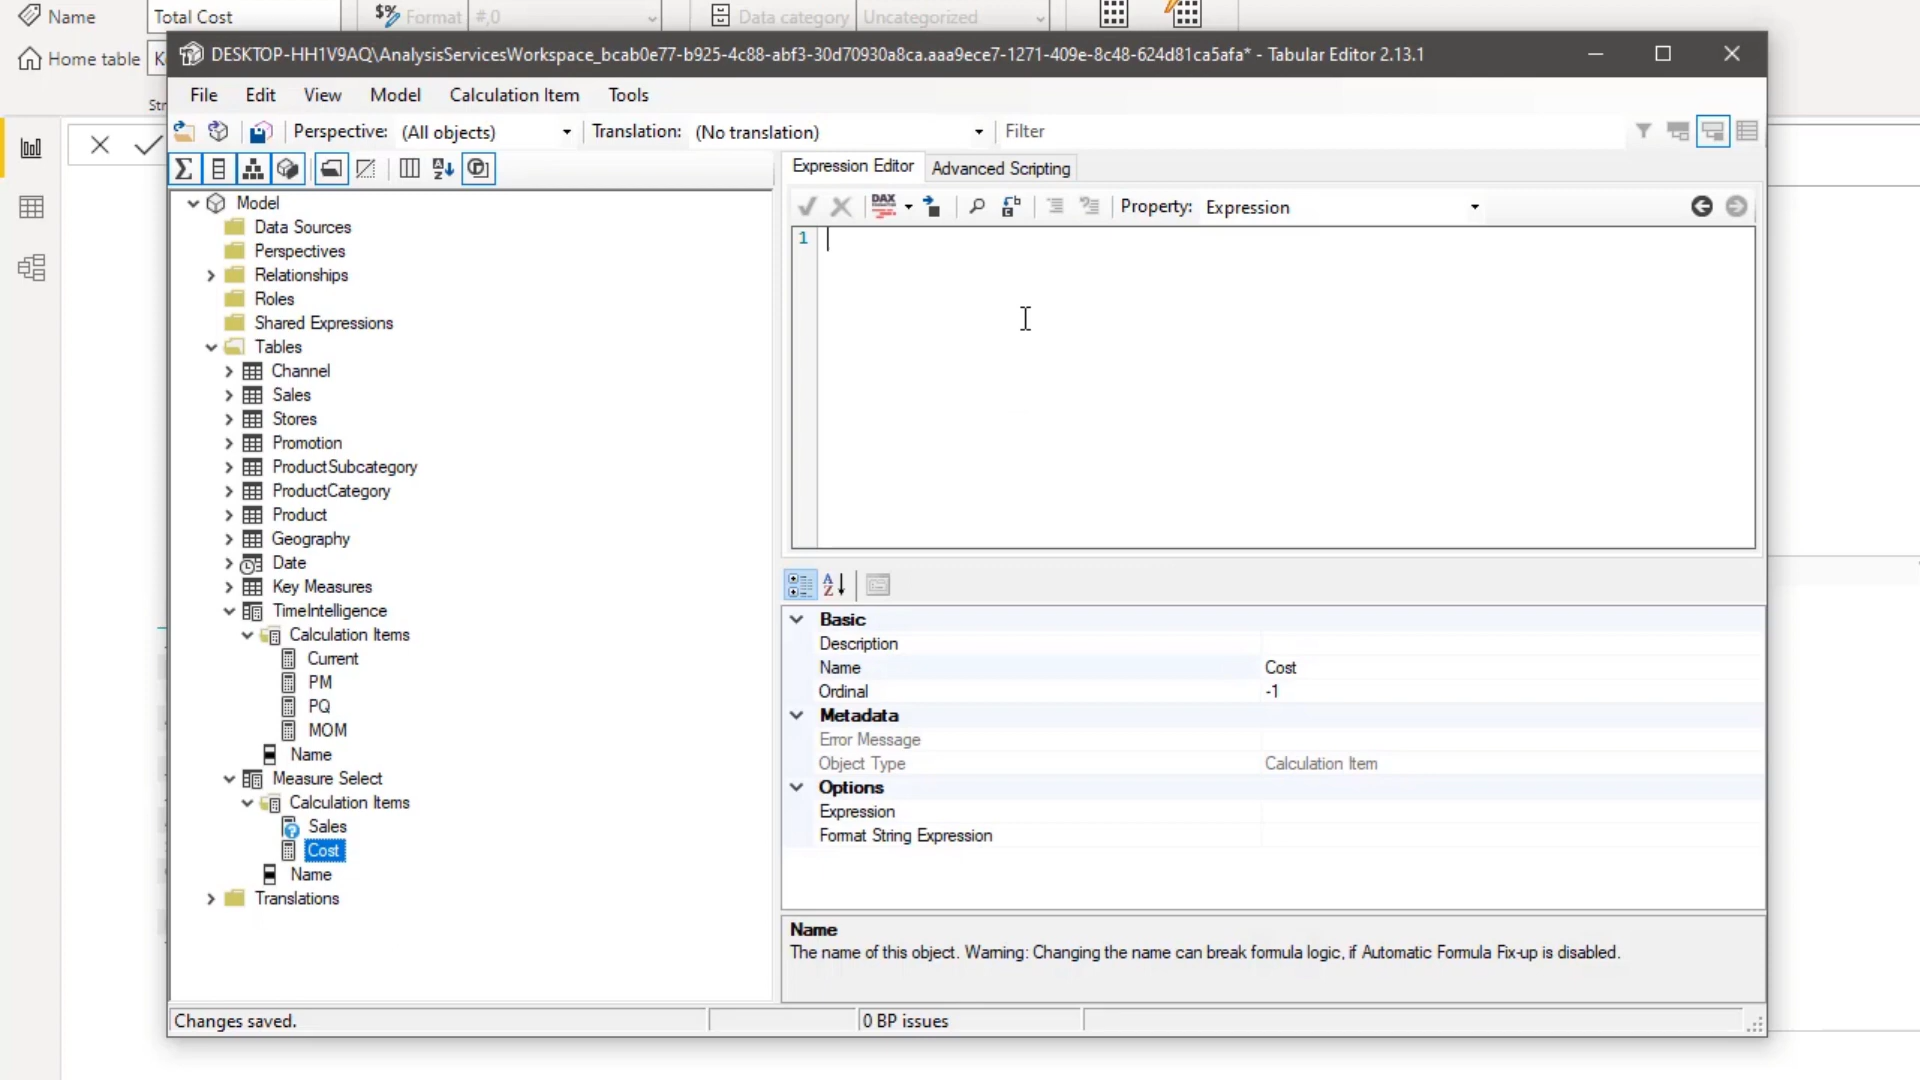 Name Total Cost Format #,0 Data category Uncategorized
Home table
DESKTOP-HH1V9AQ\AnalysisServicesWorkspace_bcab0e77-b925-4c88-abf3-30d70930a8ca.aaa9ece7-1271-409e-8c48-624d81ca5afa* - Tabular Editor 2.13.1
File Edit View Model Calculation Item Tools
Perspective: (All objects) Translation: (No translation) Filter
Expression Editor Advanced Scripting
DAX Property: Expression
1
Model
Data Sources
Perspectives
Relationships
Roles
Shared Expressions
Tables
Channel
Sales
Stores
Promotion
ProductSubcategory
ProductCategory
Product
Geography
Date
Key Measures
TimeIntelligence
Calculation Items
Current
PM
PQ
MOM
Name
Measure Select
Calculation Items
Sales
Cost
Name
Translations
Basic
Description
Name Cost
Ordinal -1
Metadata
Error Message
Object Type Calculation Item
Options
Expression
Format String Expression
Name
The name of this object. Warning: Changing the name can break formula logic, if Automatic Formula Fix-up is disabled.
Changes saved. 0 BP issues